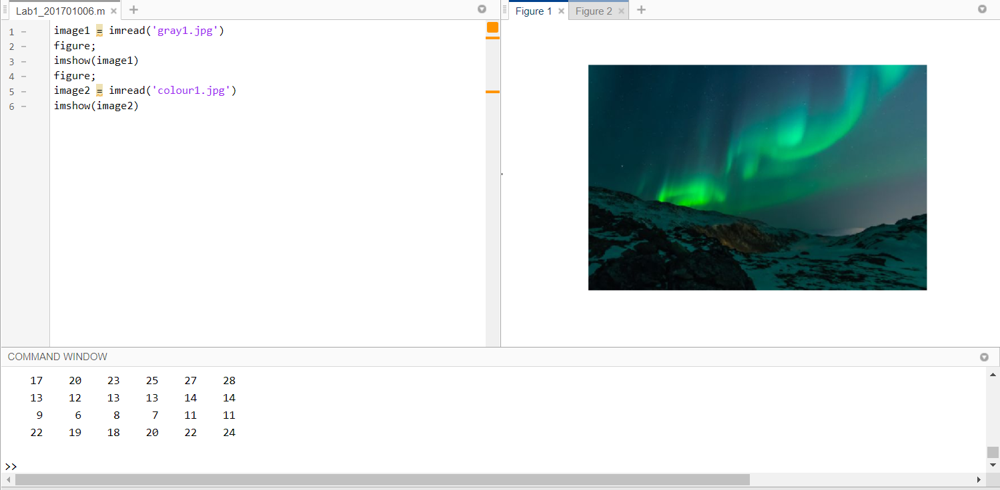 Lab1_201701006.m × +
1 – image1 = imread('gray1.jpg')
2 – figure;
3 – imshow(image1)
4 – figure;
5 – image2 = imread('colour1.jpg')
6 – imshow(image2)
Figure 1 × Figure 2 × +
COMMAND WINDOW
17 20 23 25 27 28
13 12 13 13 14 14
9 6 8 7 11 11
22 19 18 20 22 24
>>